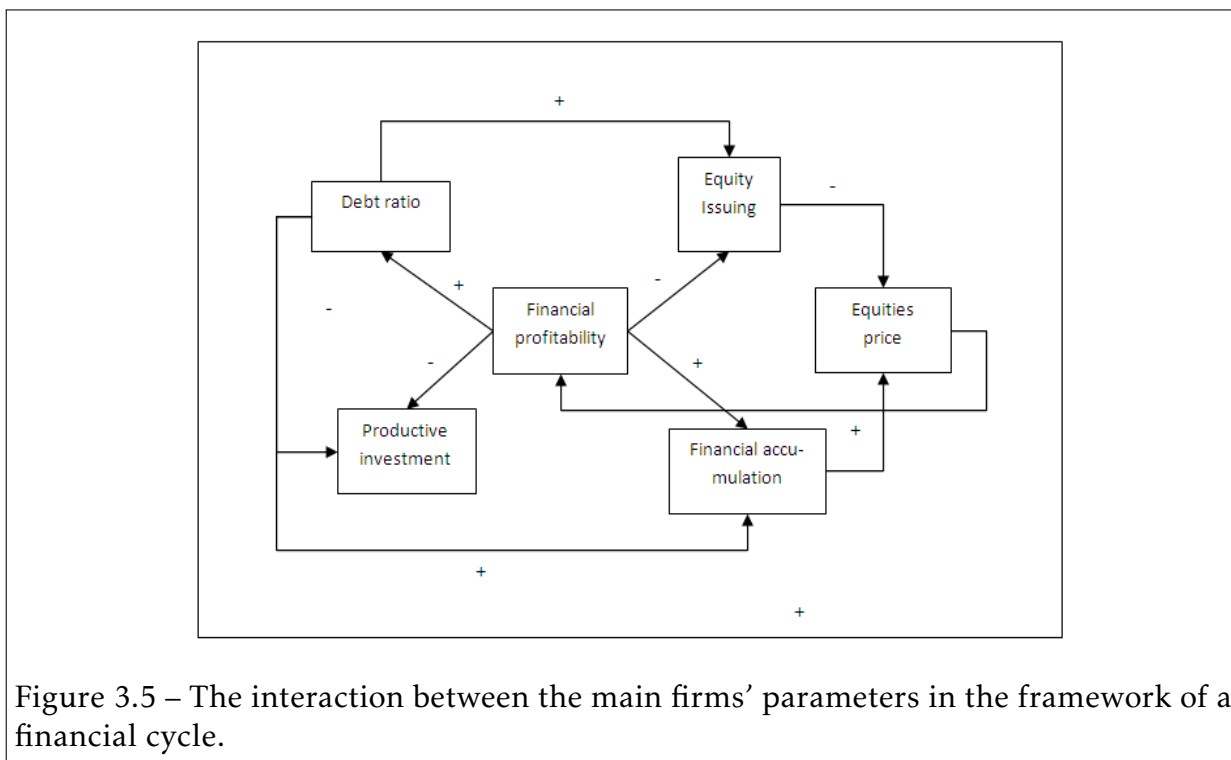 +
Equity
Issuing
-
Debt ratio
-
+
-
Financial
profitability
Equities
price
-
+
Productive
investment
+
Financial accu-
mulation
+
+
Figure 3.5 – The interaction between the main firms’ parameters in the framework of a
financial cycle.